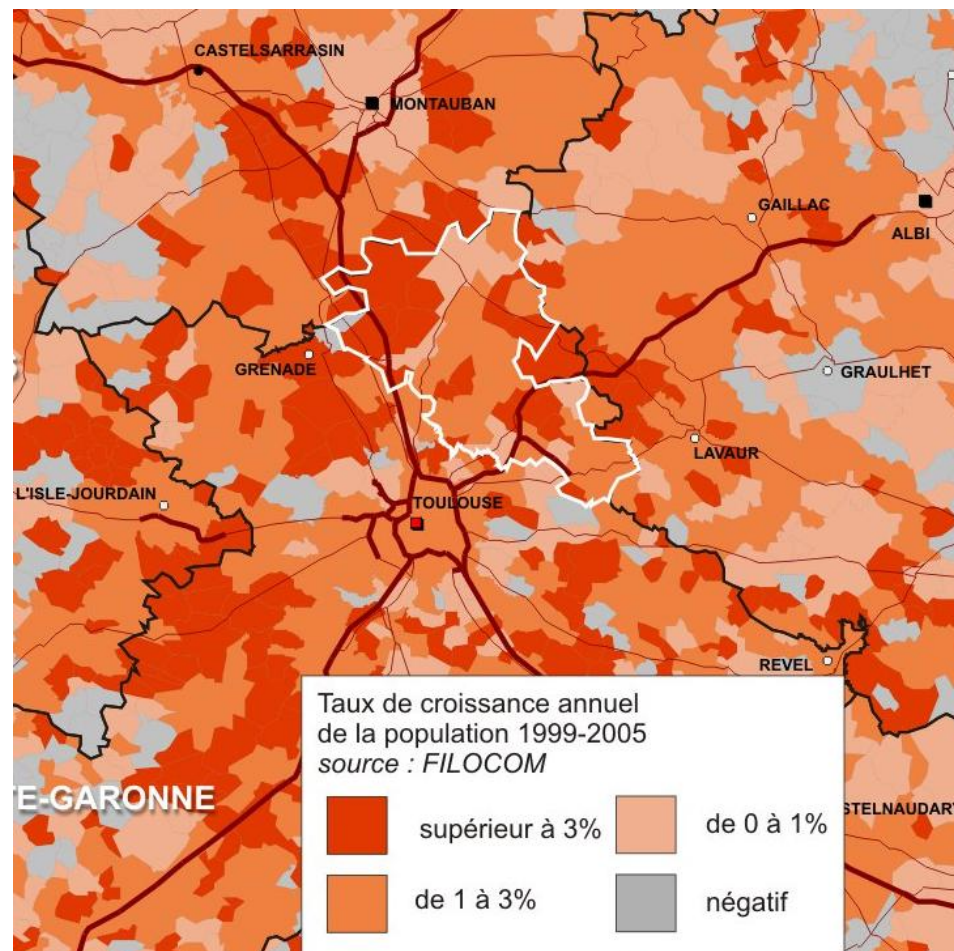 CASTELSARRASIN
MONTAUBAN
GAILLAC
ALBI
GRENADE
GRAULHET
LAVAUR
L'ISLE-JOURDAIN
TOULOUSE
REVEL
Taux de croissance annuel
de la population 1999-2005
source : FILOCOM
TE-GARONNE
STELNAUDARY
supérieur à 3%
de 0 à 1%
de 1 à 3%
négatif